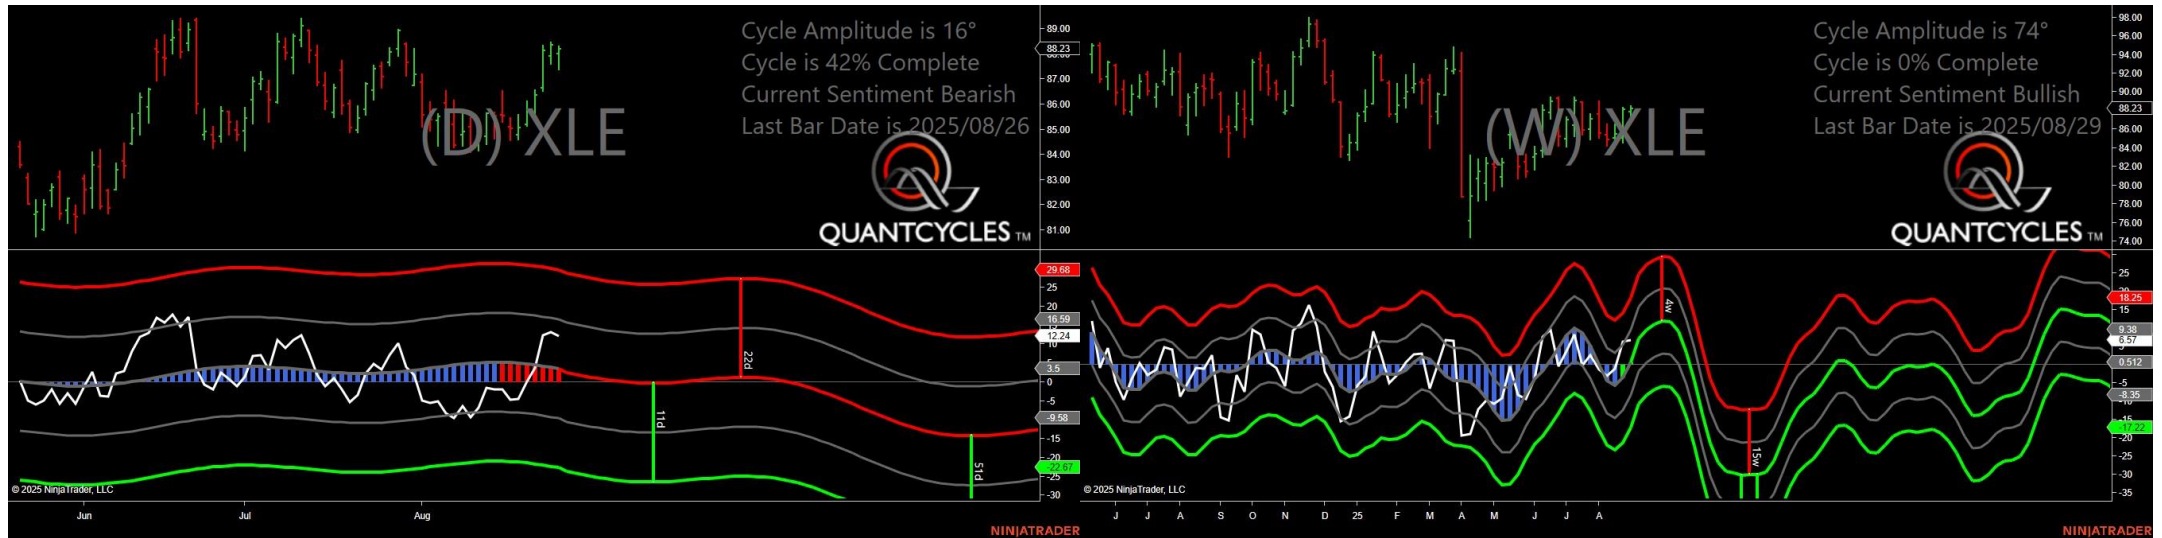 Cycle Amplitude is 16°
Cycle is 42% Complete
Current Sentiment Bearish
Last Bar Date is 2025/08/26
(D) XLE
QUANTCYCLES TM
89.00
88.23
87.00
86.00
85.00
84.00
83.00
82.00
81.00
29.68
25
20
16.59
12.24
10
5
3.5
0
-5
-9.58
-15
-20
-22.67
-25
-30
22d
11d
51d
© 2025 NinjaTrader, LLC
Jun
Jul
Aug
NINJATRADER
Cycle Amplitude is 74°
Cycle is 0% Complete
Current Sentiment Bullish
Last Bar Date is 2025/08/29
(W) XLE
QUANTCYCLES TM
98.00
96.00
94.00
92.00
90.00
88.23
86.00
84.00
82.00
80.00
78.00
76.00
74.00
25
20
18.25
15
9.38
6.57
0.512
-5
-8.35
-15
-17.22
-20
-25
-30
-35
4w
15w
© 2025 NinjaTrader, LLC
J
J
A
S
O
N
D
25
F
M
A
M
J
J
A
NINJATRADER